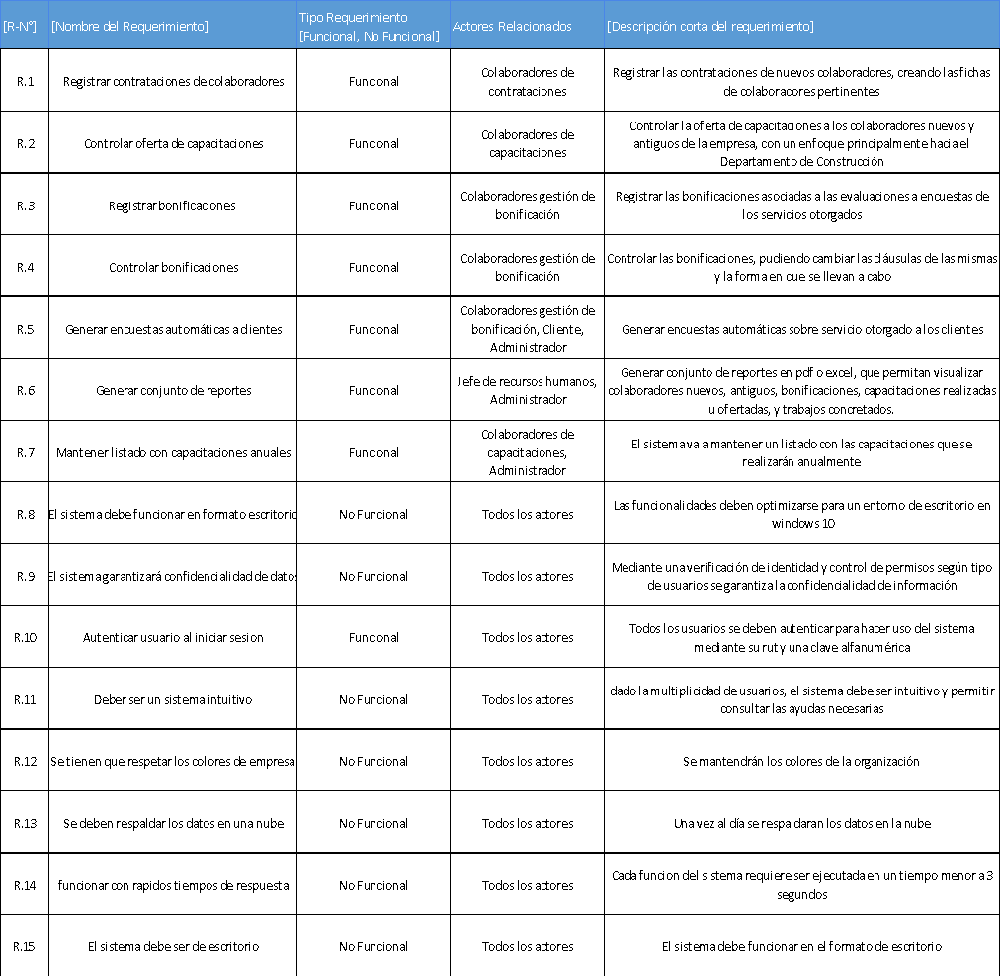 [R-N°]
[Nombre del Requerimiento]
Tipo Requerimiento
[Funcional, No Funcional]
Actores Relacionados
[Descripción corta del requerimiento]
R.1
Registrar contrataciones de colaboradores
Funcional
Colaboradores de
contrataciones
Registrar las contrataciones de nuevos colaboradores, creando las fichas
de colaboradores pertinentes
R.2
Controlar oferta de capacitaciones
Funcional
Colaboradores de
capacitaciones
Controlar la oferta de capacitaciones a los colaboradores nuevos y
antiguos de la empresa, con un enfoque principalmente hacia el
Departamento de Construcción
R.3
Registrar bonificaciones
Funcional
Colaboradores gestión de
bonificación
Registrar las bonificaciones asociadas a las evaluaciones a encuestas de
los servicios otorgados
R.4
Controlar bonificaciones
Funcional
Colaboradores gestión de
bonificación
Controlar las bonificaciones, pudiendo cambiar las cláusulas de las mismas
y la forma en que se llevan a cabo
R.5
Generar encuestas automáticas a clientes
Funcional
Colaboradores gestión de
bonificación, Cliente,
Administrador
Generar encuestas automáticas sobre servicio otorgado a los clientes
R.6
Generar conjunto de reportes
Funcional
Jefe de recursos humanos,
Administrador
Generar conjunto de reportes en pdf o excel, que permitan visualizar
colaboradores nuevos, antiguos, bonificaciones, capacitaciones realizadas
u ofertadas, y trabajos concretados.
R.7
Mantener listado con capacitaciones anuales
Funcional
Colaboradores de
capacitaciones,
Administrador
El sistema va a mantener un listado con las capacitaciones que se
realizarán anualmente
R.8
El sistema debe funcionar en formato escritorio
No Funcional
Todos los actores
Las funcionalidades deben optimizarse para un entorno de escritorio en
windows 10
R.9
El sistema garantizará confidencialidad de datos
No Funcional
Todos los actores
Mediante una verificación de identidad y control de permisos según tipo
de usuarios se garantiza la confidencialidad de información
R.10
Autenticar usuario al iniciar sesion
Funcional
Todos los actores
Todos los usuarios se deben autenticar para hacer uso del sistema
mediante su rut y una clave alfanumérica
R.11
Deber ser un sistema intuitivo
No Funcional
Todos los actores
dado la multiplicidad de usuarios, el sistema debe ser intuitivo y permitir
consultar las ayudas necesarias
R.12
Se tienen que respetar los colores de empresa
No Funcional
Todos los actores
Se mantendrán los colores de la organización
R.13
Se deben respaldar los datos en una nube
No Funcional
Todos los actores
Una vez al día se respaldaran los datos en la nube
R.14
funcionar con rapidos tiempos de respuesta
No Funcional
Todos los actores
Cada funcion del sistema requiere ser ejecutada en un tiempo menor a 3
segundos
R.15
El sistema debe ser de escritorio
No Funcional
Todos los actores
El sistema debe funcionar en el formato de escritorio